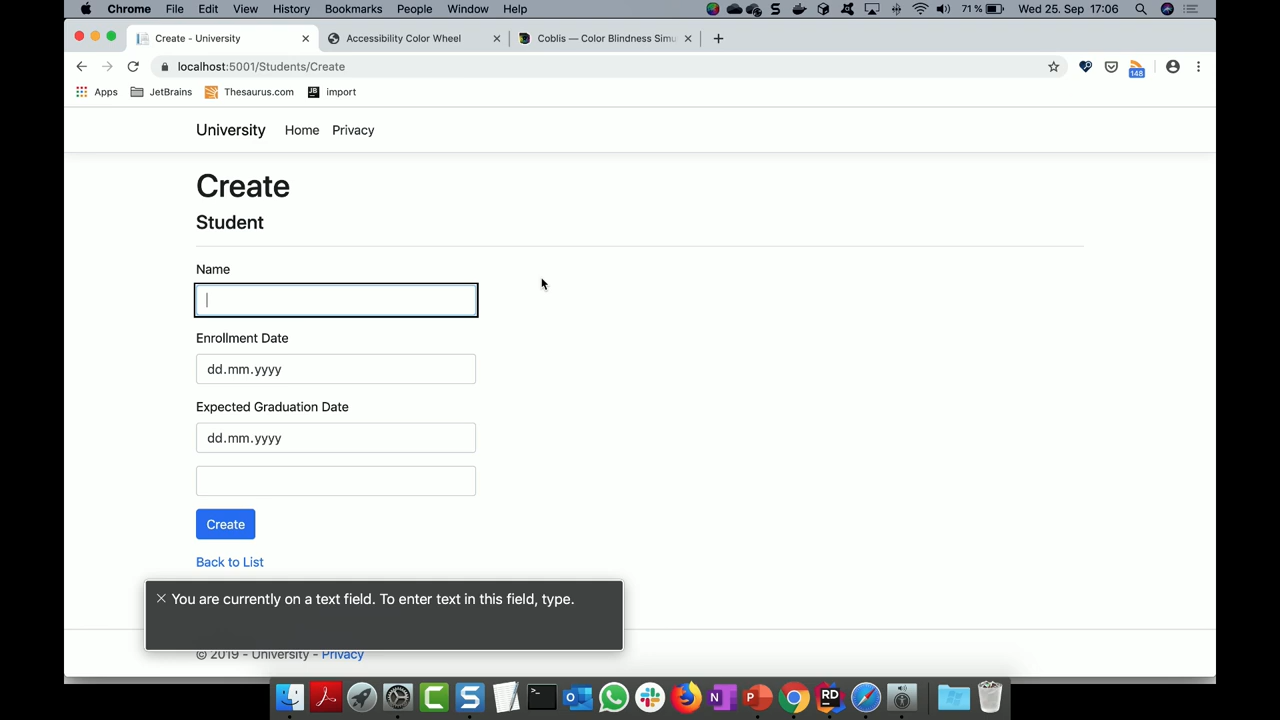 Chrome File Edit View History Bookmarks People Window Help 71 % Wed 25. Sep 17:06
Create - University Accessibility Color Wheel Coblis — Color Blindness Simu
localhost:5001/Students/Create 148
Apps JetBrains Thesaurus.com import
University Home Privacy
Create
Student
Name
Enrollment Date
dd.mm.yyyy
Expected Graduation Date
dd.mm.yyyy
Create
Back to List
You are currently on a text field. To enter text in this field, type.
© 2019 - University - Privacy